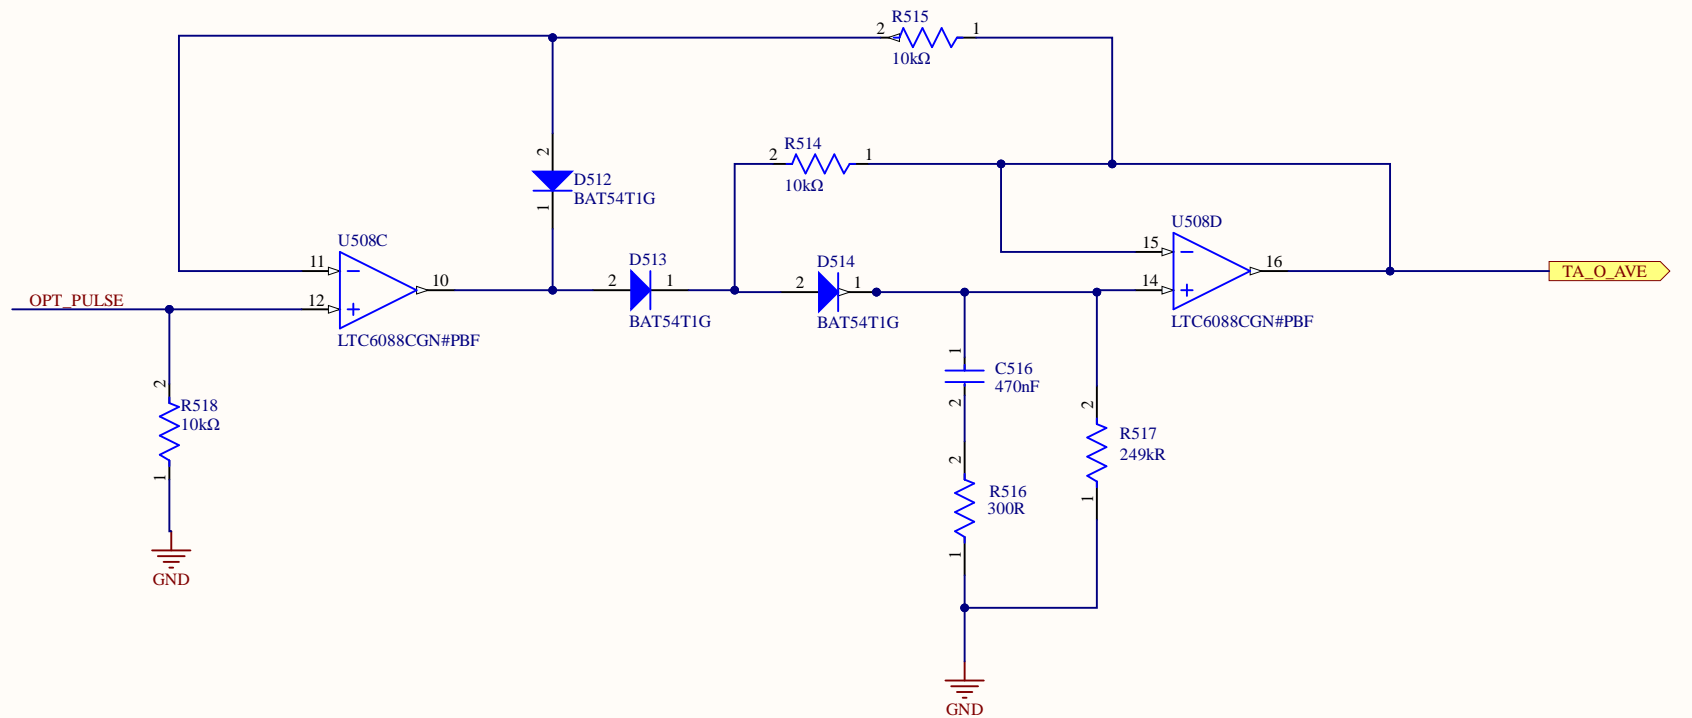 R515
2
1
10kΩ
R514
2
1
10kΩ
2
D512
BAT54T1G
1
U508C
11
10
12
OPT_PULSE
LTC6088CGN#PBF
D513
2
1
BAT54T1G
D514
2
1
BAT54T1G
U508D
15
16
14
TA_O_AVE
LTC6088CGN#PBF
2
R518
10kΩ
1
GND
1
C516
470nF
2
2
R516
300R
1
2
R517
249kR
1
GND